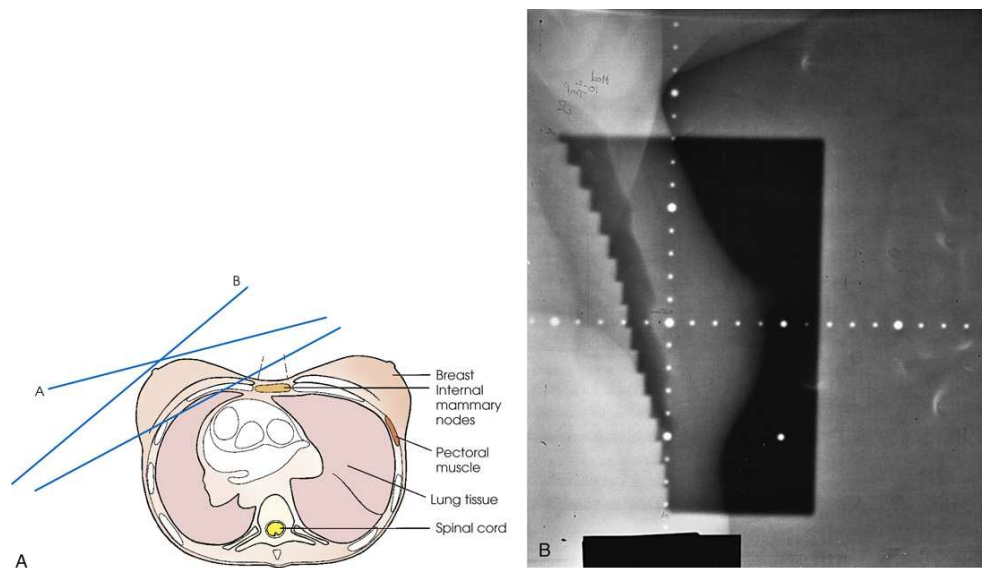 B
A
Breast
Internal
mammary
nodes
Pectoral
muscle
Lung tissue
Spinal cord
A
B